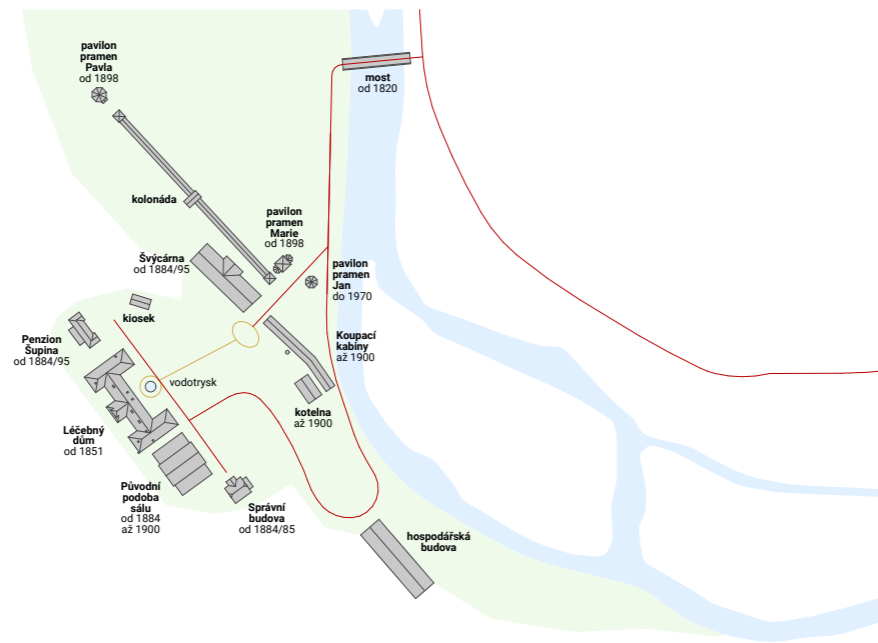 pavilon
pramen
Pavla
od 1898
most
od 1820
kolonáda
pavilon
pramen
Marie
od 1898
Švýcárna
od 1884/95
pavilon
pramen
Jan
do 1970
kiosek
Penzion
Šupina
od 1884/95
Koupací
kabiny
až 1900
vodotrysk
kotelna
až 1900
Léčebný
dům
od 1851
Původní
podoba
sálu
od 1884
až 1900
Správní
budova
od 1884/85
hospodářská
budova